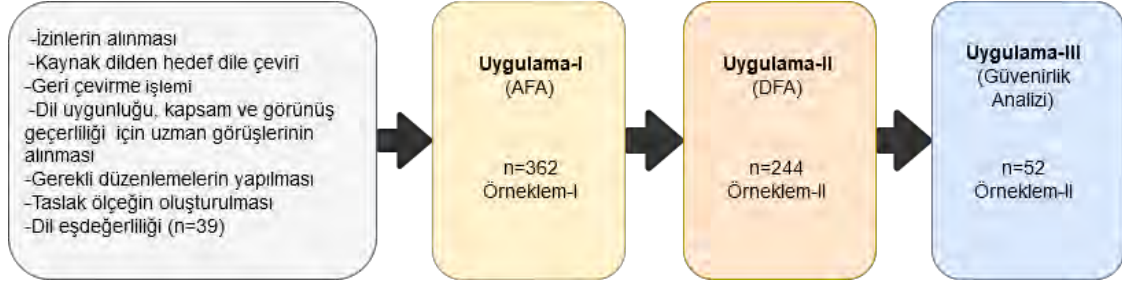 -İzinlerin alınması
-Kaynak dilden hedef dile çeviri
-Geri çevirme işlemi
-Dil uygunluğu, kapsam ve görünüş
geçerliliği için uzman görüşlerinin
alınması
-Gerekli düzenlemelerin yapılması
-Taslak ölçeğin oluşturulması
-Dil eşdeğerliliği (n=39)
Uygulama-I
(AFA)
n=362
Örneklem-I
Uygulama-II
(DFA)
n=244
Örneklem-II
Uygulama-III
(Güvenirlik
Analizi)
n=52
Örneklem-II